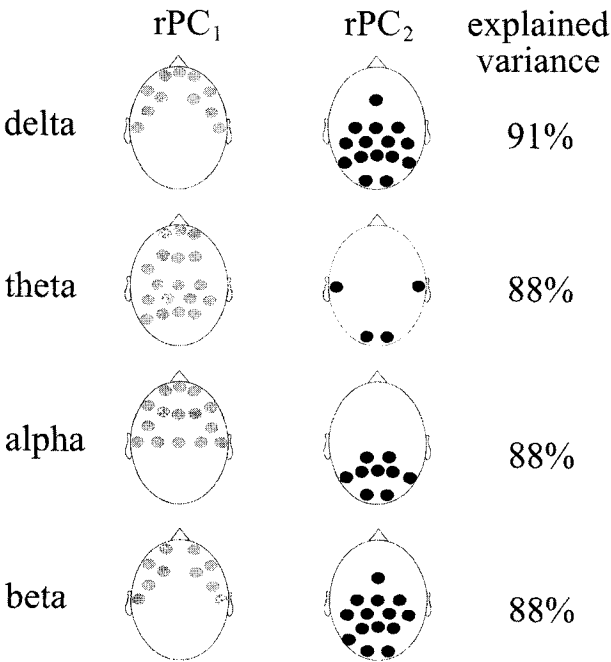 rPC₁ rPC₂ explained
variance
delta 91%
theta 88%
alpha 88%
beta 88%